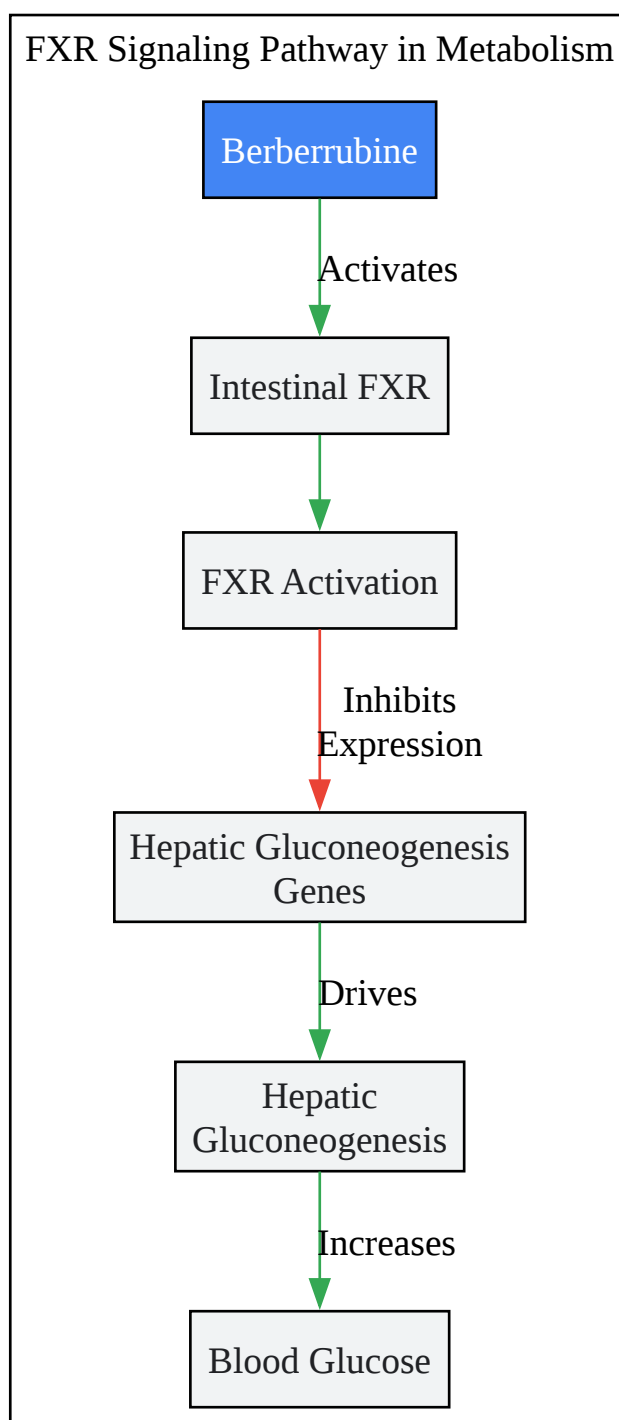 FXR Signaling Pathway in Metabolism
Berberrubine
Activates
Intestinal FXR
FXR Activation
Inhibits
Expression
Hepatic Gluconeogenesis
Genes
Drives
Hepatic
Gluconeogenesis
Increases
Blood Glucose